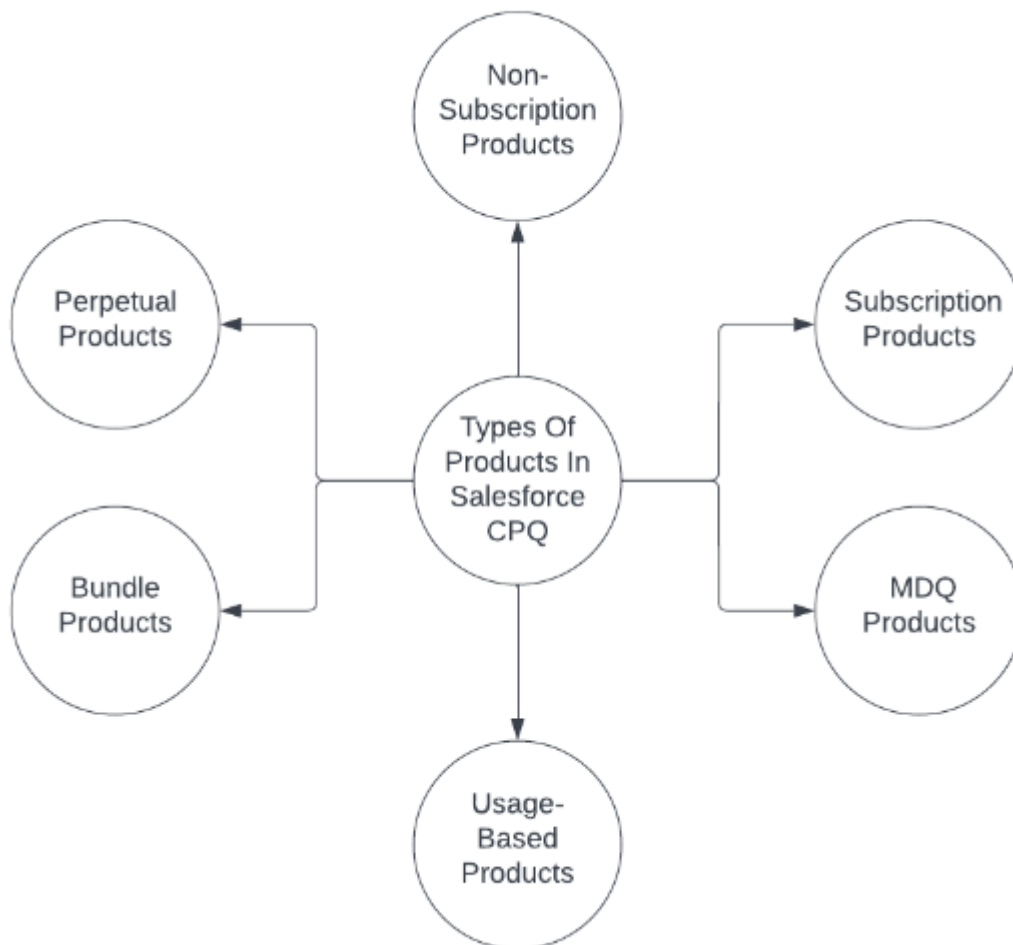 Non-
Subscription
Products
Perpetual
Products
Subscription
Products
Types Of
Products In
Salesforce
CPQ
Bundle
Products
MDQ
Products
Usage-
Based
Products